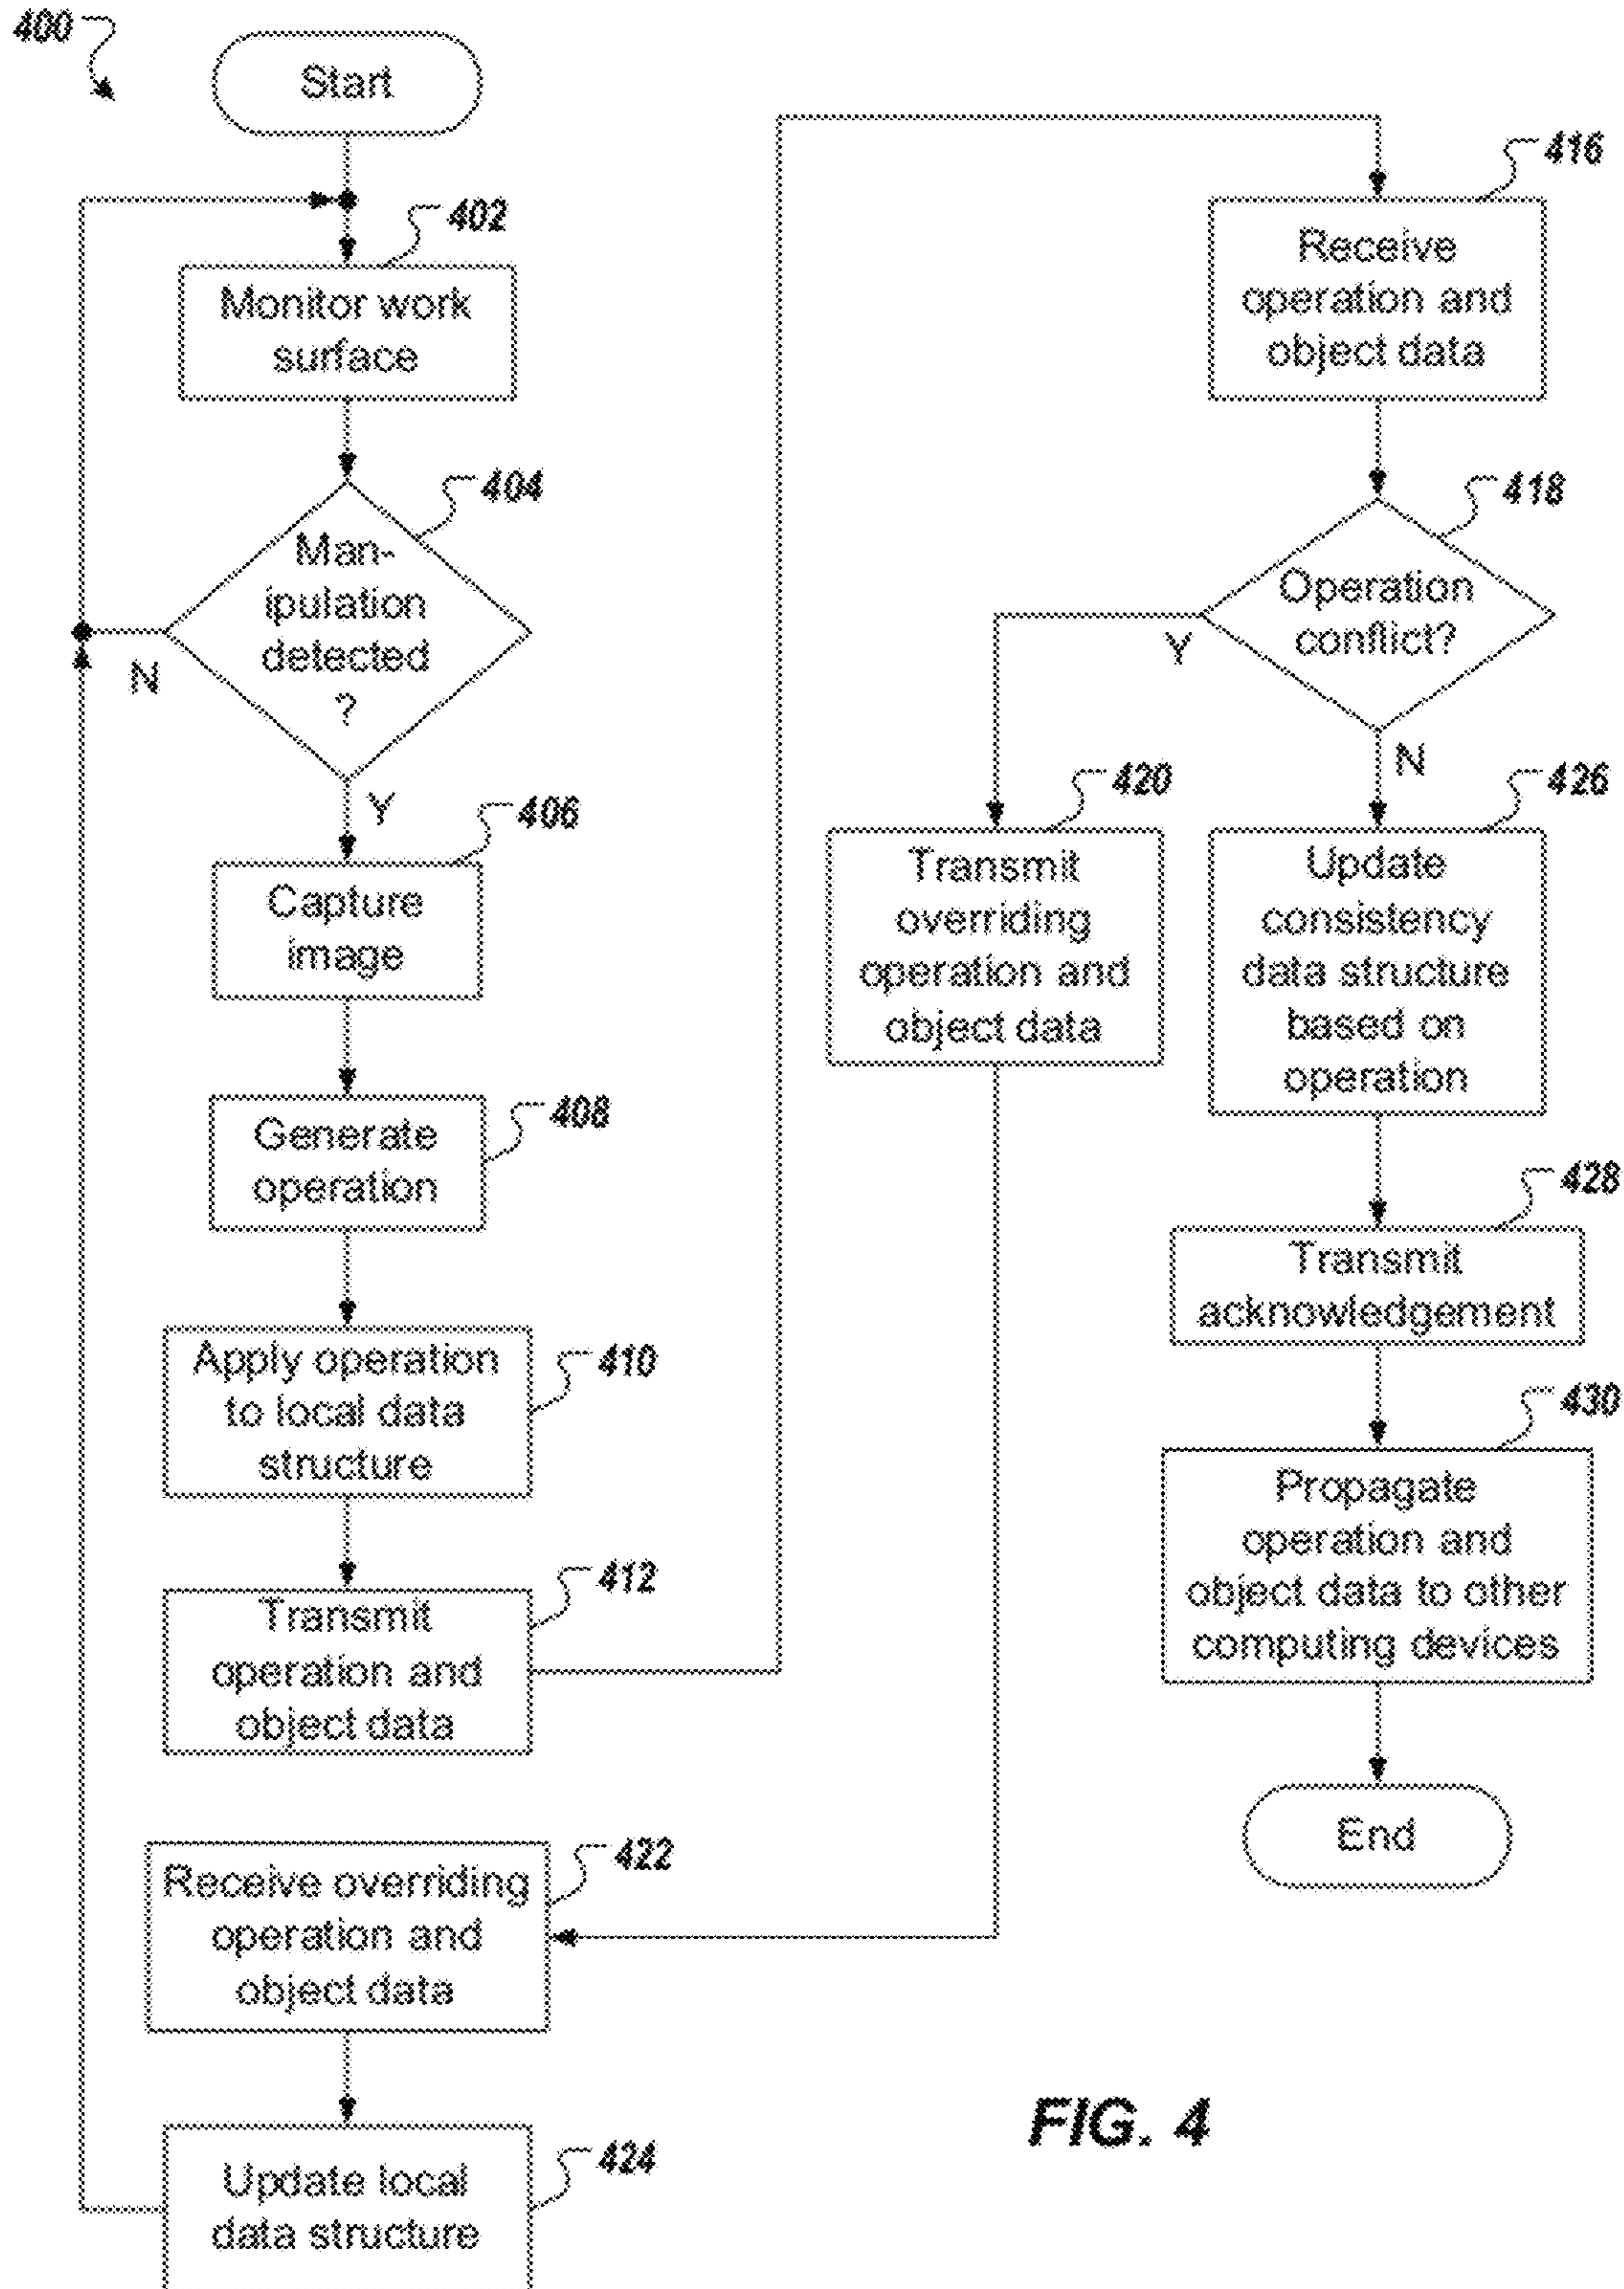 400
Start
402
Monitor work
surface
404
Man-
ipulation
detected
?
N
Y
406
Capture
image
408
Generate
operation
410
Apply operation
to local data
structure
412
Transmit
operation and
object data
422
Receive overriding
operation and
object data
424
Update local
data structure
416
Receive
operation and
object data
418
Operation
conflict?
Y
N
420
Transmit
overriding
operation and
object data
426
Update
consistency
data structure
based on
operation
428
Transmit
acknowledgement
430
Propagate
operation and
object data to other
computing devices
End
FIG. 4